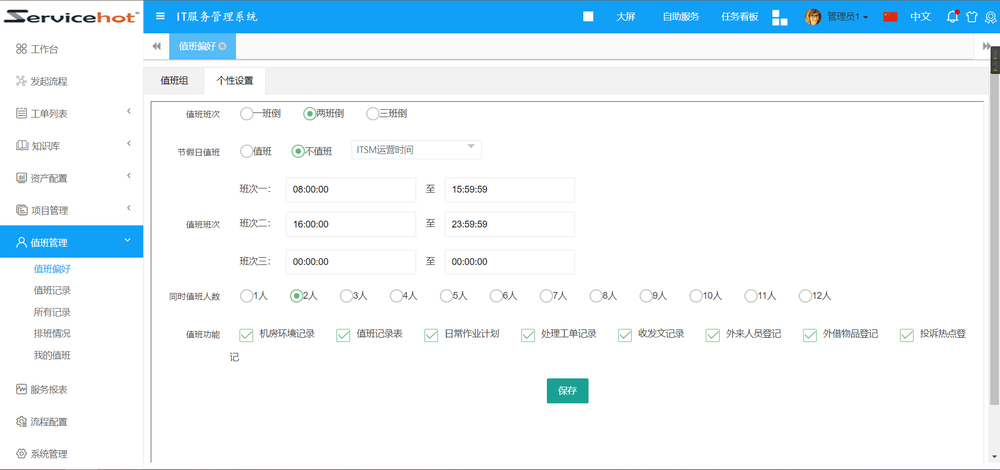 Servicehot®
IT服务管理系统
大屏
自助服务
任务看板
管理员1
中文
值班偏好
工作台
发起流程
工单列表
知识库
资产配置
项目管理
值班管理
值班偏好
值班记录
所有记录
排班情况
我的值班
服务报表
流程配置
系统管理
值班组
个性设置
值班班次 一班倒 两班倒 三班倒
节假日值班 值班 不值班 ITSM运营时间
班次一： 08:00:00 至 15:59:59
值班班次 班次二： 16:00:00 至 23:59:59
班次三： 00:00:00 至 00:00:00
同时值班人数 1人 2人 3人 4人 5人 6人 7人 8人 9人 10人 11人 12人
值班功能 机房环境记录 值班记录表 日常作业计划 处理工单记录 收发文记录 外来人员登记 外借物品登记 投诉热点登
记
保存